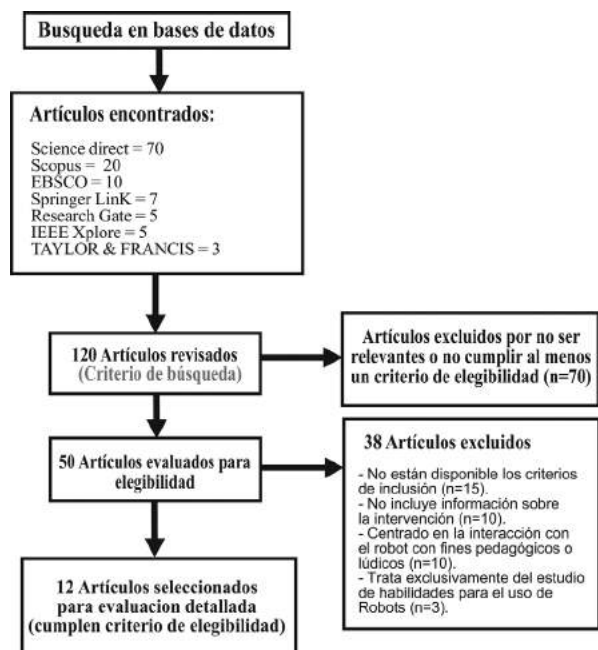 Busqueda en bases de datos
Artículos encontrados:
Science direct = 70
Scopus = 20
EBSCO = 10
Springer LinK = 7
Research Gate = 5
IEEE Xplore = 5
TAYLOR & FRANCIS = 3
120 Artículos revisados
(Criterio de búsqueda)
Artículos excluidos por no ser
relevantes o no cumplir al menos
un criterio de elegibilidad (n=70)
50 Artículos evaluados para
elegibilidad
38 Artículos excluidos
- No están disponible los criterios
de inclusión (n=15).
- No incluye información sobre
la intervención (n=10).
- Centrado en la interacción con
el robot con fines pedagógicos o
lúdicos (n=10).
- Trata exclusivamente del estudio
de habilidades para el uso de
Robots (n=3).
12 Artículos seleccionados
para evaluacion detallada
(cumplen criterio de elegibilidad)